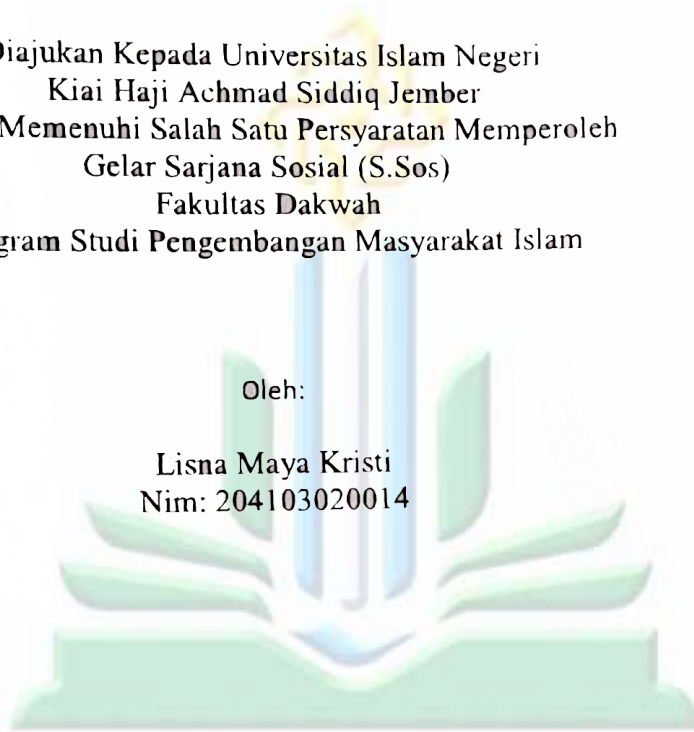 Diajukan Kepada Universitas Islam Negeri
Kiai Haji Achmad Siddiq Jember
Memenuhi Salah Satu Persyaratan Memperoleh
Gelar Sarjana Sosial (S.Sos)
Fakultas Dakwah
gram Studi Pengembangan Masyarakat Islam
Oleh:
Lisna Maya Kristi
Nim: 204103020014